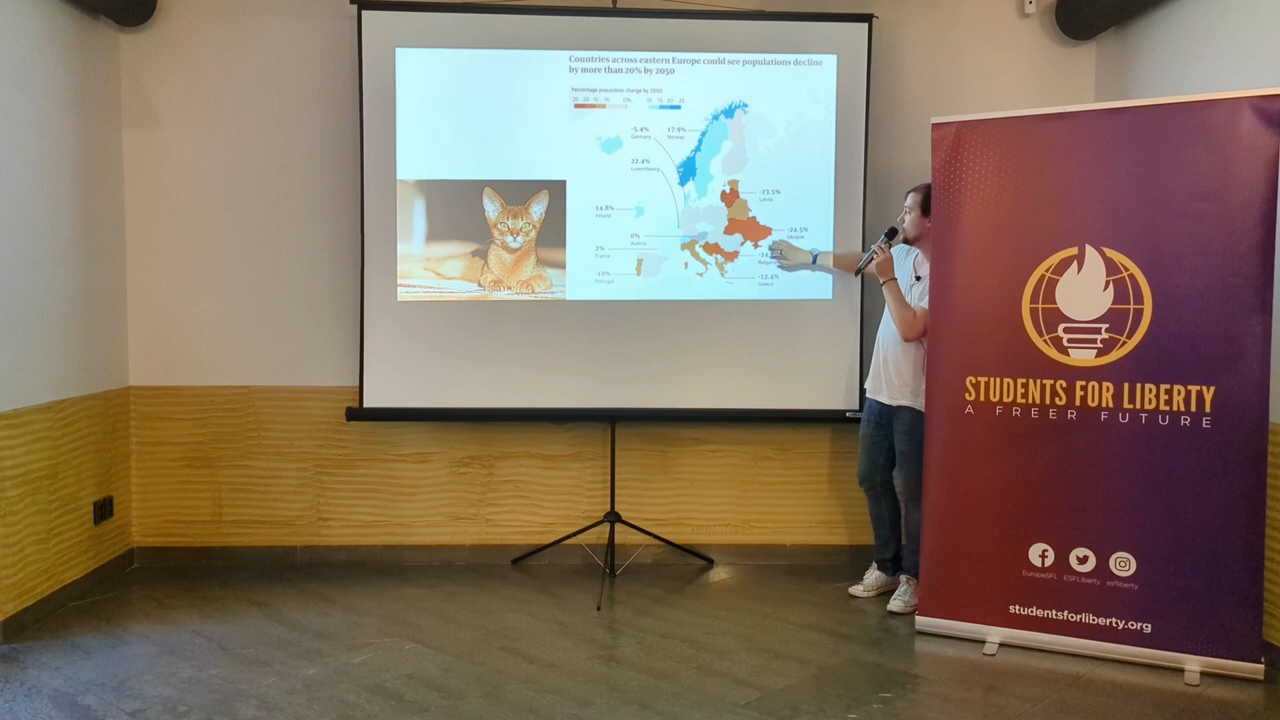 Countries across eastern Europe could see populations decline
by more than 20% by 2050
Percentage population change by 2050
-5.4%
Germany
17.9%
Norway
22.4%
Luxembourg
-23.5%
Latvia
14.8%
Ireland
-24.5%
Ukraine
0%
Austria
7%
France
Bulgaria
-10%
Portugal
-12.4%
Greece
STUDENTS FOR LIBERTY
A FREER FUTURE
EuropeSFL ESFLiberty esfliberty
studentsforliberty.org